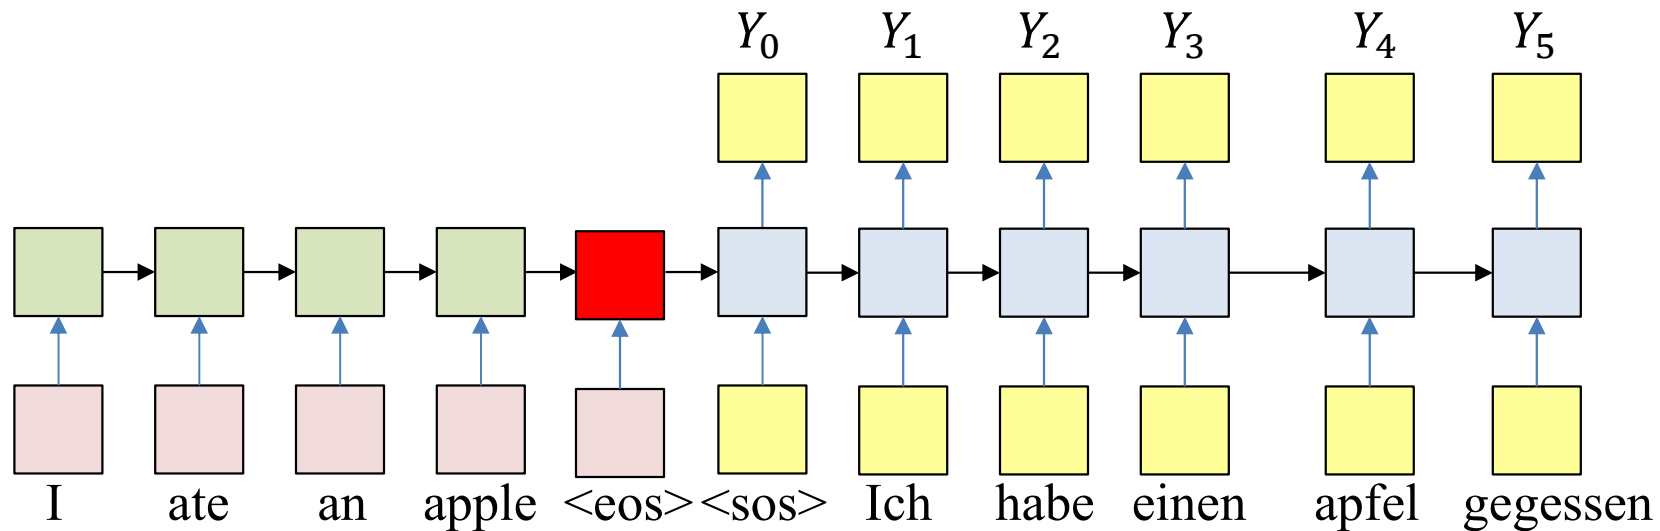 Y₀ Y₁ Y₂ Y₃ Y₄ Y₅
I ate an apple <eos> <sos> Ich habe einen apfel gegessen